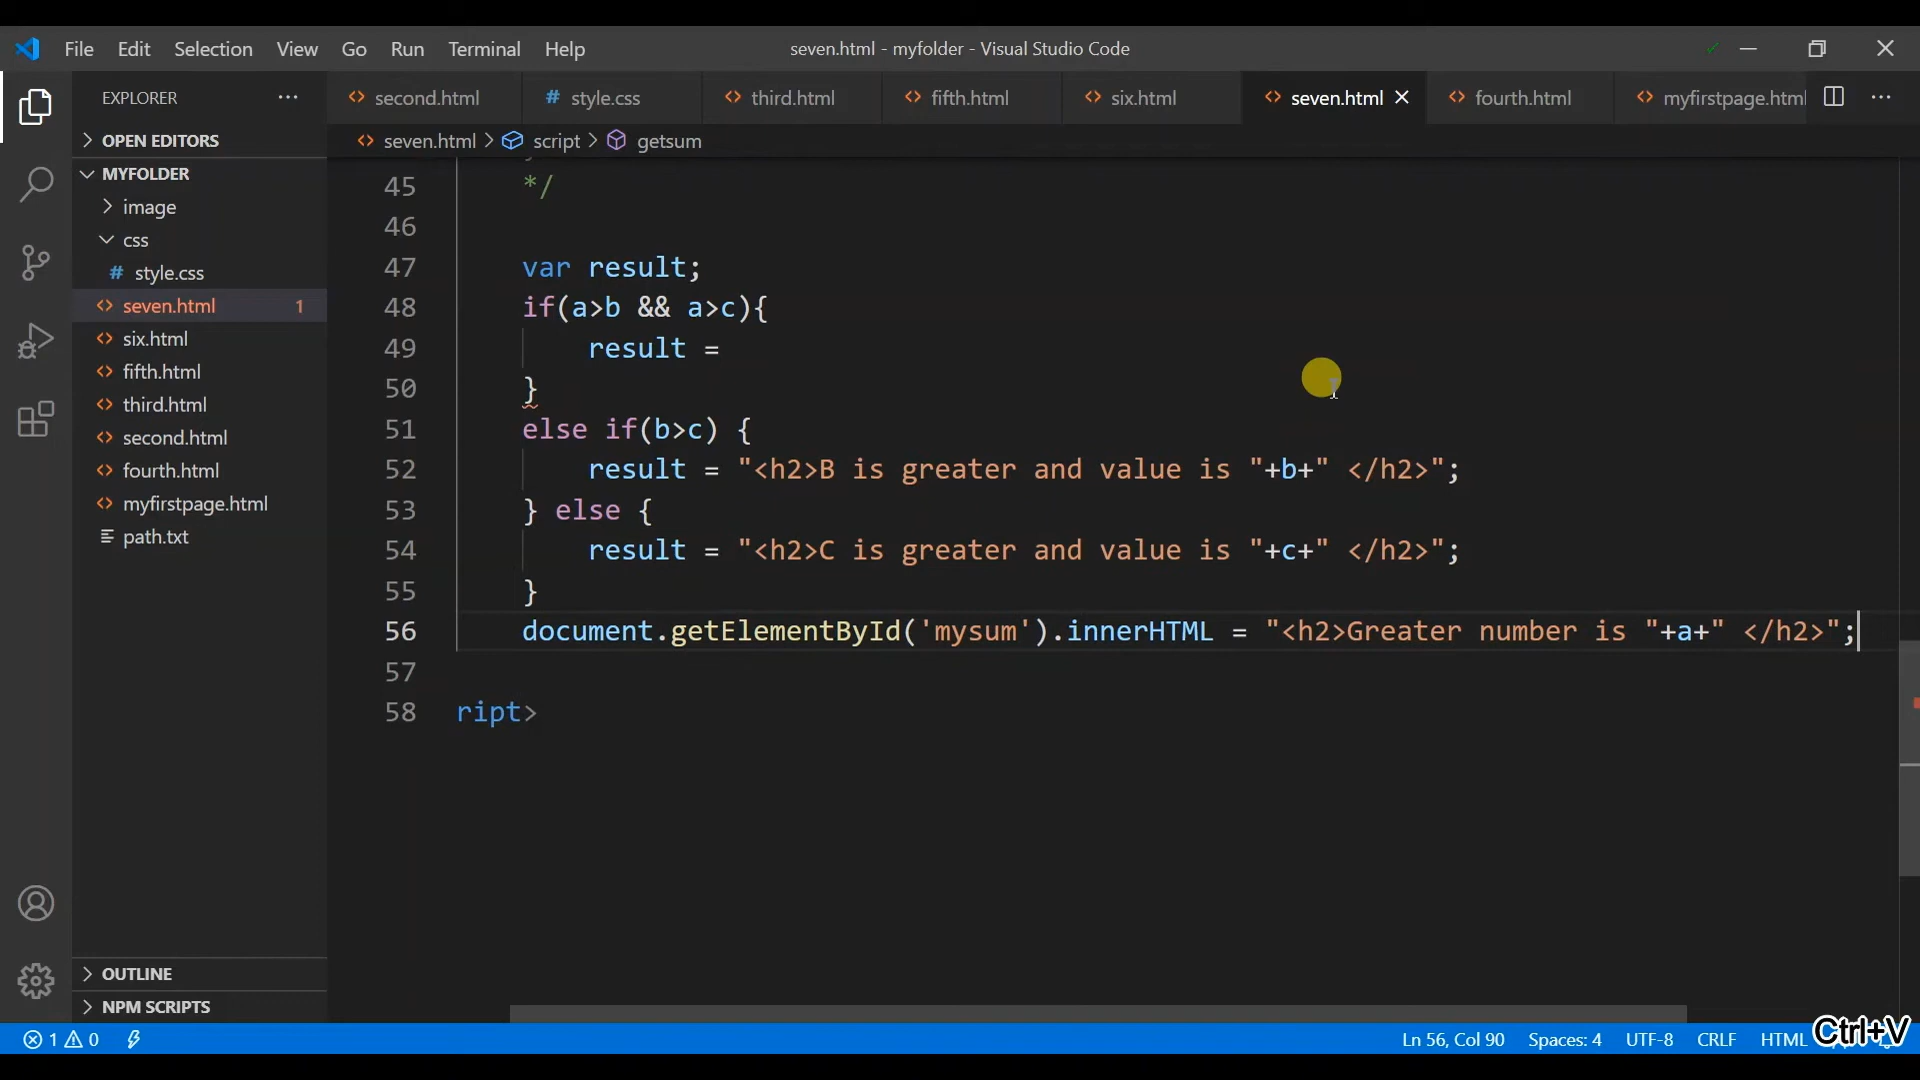 File Edit Selection View Go Run Terminal Help seven.html - myfolder - Visual Studio Code
EXPLORER
second.html # style.css third.html fifth.html six.html seven.html fourth.html myfirstpage.html
OPEN EDITORS
seven.html > script > getsum
MYFOLDER
image
css
# style.css
seven.html 1
six.html
fifth.html
third.html
second.html
fourth.html
myfirstpage.html
path.txt
OUTLINE
NPM SCRIPTS
45 */
46
47 var result;
48 if(a>b && a>c){
49 result =
50 }
51 else if(b>c) {
52 result = "<h2>B is greater and value is "+b+" </h2>";
53 } else {
54 result = "<h2>C is greater and value is "+c+" </h2>";
55 }
56 document.getElementById('mysum').innerHTML = "<h2>Greater number is "+a+" </h2>";
57
58 ript>
1 0 Ln 56, Col 90 Spaces: 4 UTF-8 CRLF HTML
Ctrl+V